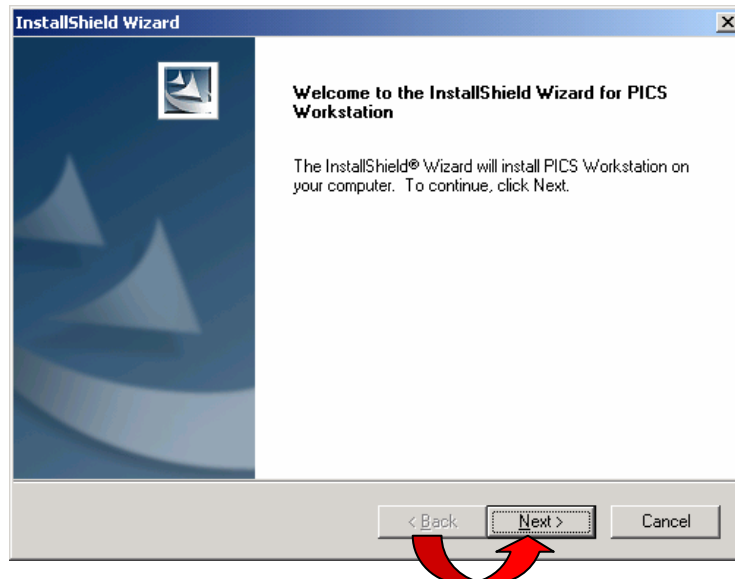 InstallShield Wizard
Welcome to the InstallShield Wizard for PICS
Workstation
The InstallShield® Wizard will install PICS Workstation on
your computer. To continue, click Next.
< Back
Next >
Cancel